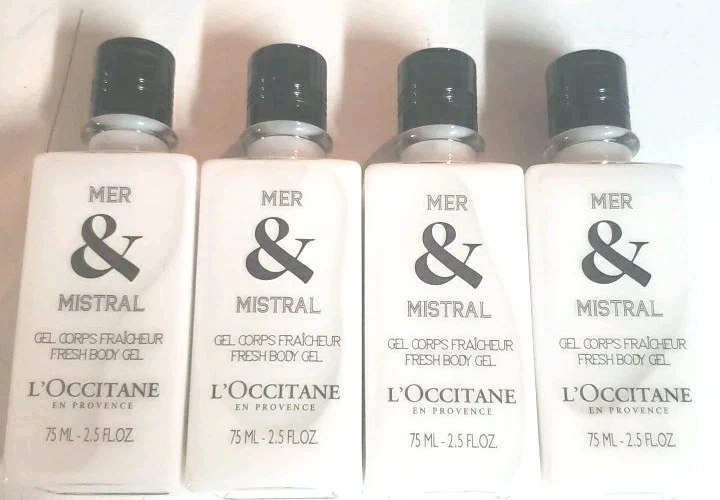 MER
&
MISTRAL
GEL CORPS FRAÎCHEUR
FRESH BODY GEL
L'OCCITANE
EN PROVENCE
75 ML - 2.5 FL.OZ.
MER
&
MISTRAL
GEL CORPS FRAÎCHEUR
FRESH BODY GEL
L'OCCITANE
EN PROVENCE
75 ML - 2.5 FL.OZ.
MER
&
MISTRAL
GEL CORPS FRAÎCHEUR
FRESH BODY GEL
L'OCCITANE
EN PROVENCE
75 ML - 2.5 FL.OZ.
MER
&
MISTRAL
GEL CORPS FRAÎCHEUR
FRESH BODY GEL
L'OCCITANE
EN PROVENCE
75 ML - 2.5 FL.OZ.